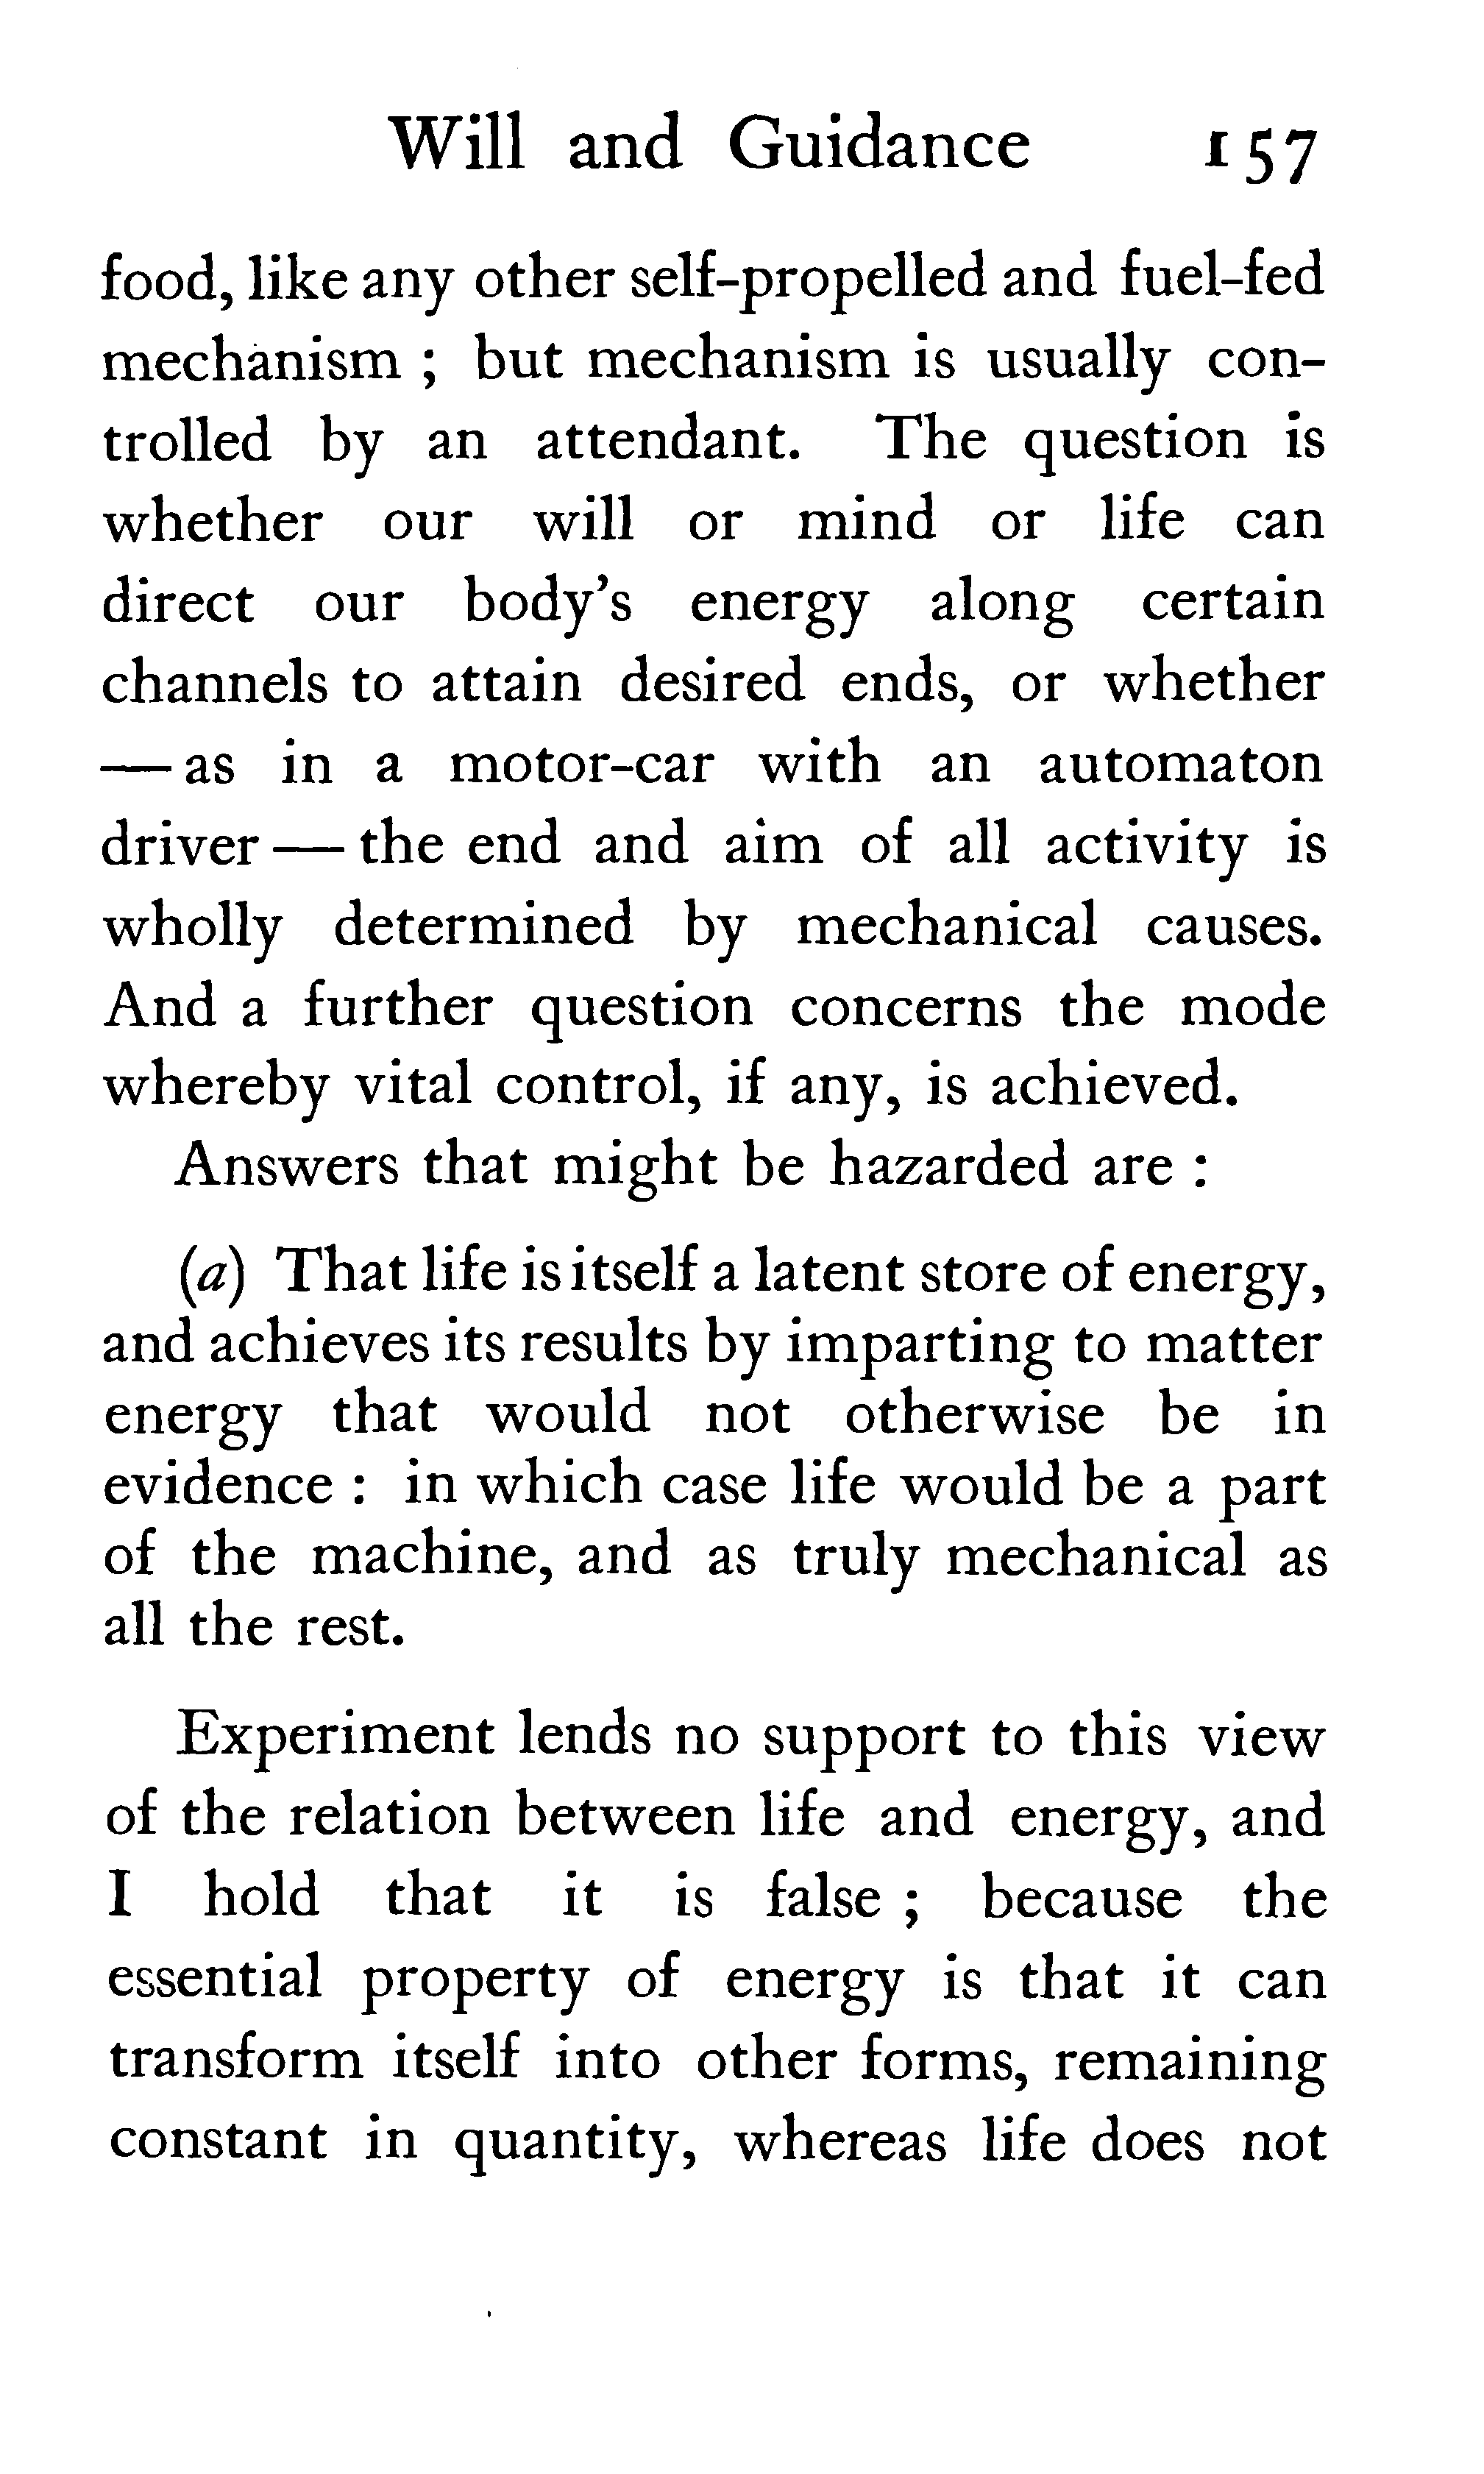 Will and Guidance 157
food, like any other self-propelled and fuel-fed
mechanism ; but mechanism is usually con-
trolled by an attendant. The question is
whether our will or mind or life can
direct our body's energy along certain
channels to attain desired ends, or whether
— as in a motor-car with an automaton
driver — the end and aim of all activity is
wholly determined by mechanical causes.
And a further question concerns the mode
whereby vital control, if any, is achieved.
Answers that might be hazarded are :
(a) That life is itself a latent store of energy,
and achieves its results by imparting to matter
energy that would not otherwise be in
evidence : in which case life would be a part
of the machine, and as truly mechanical as
all the rest.
Experiment lends no support to this view
of the relation between life and energy, and
I hold that it is false ; because the
essential property of energy is that it can
transform itself into other forms, remaining
constant in quantity, whereas life does not